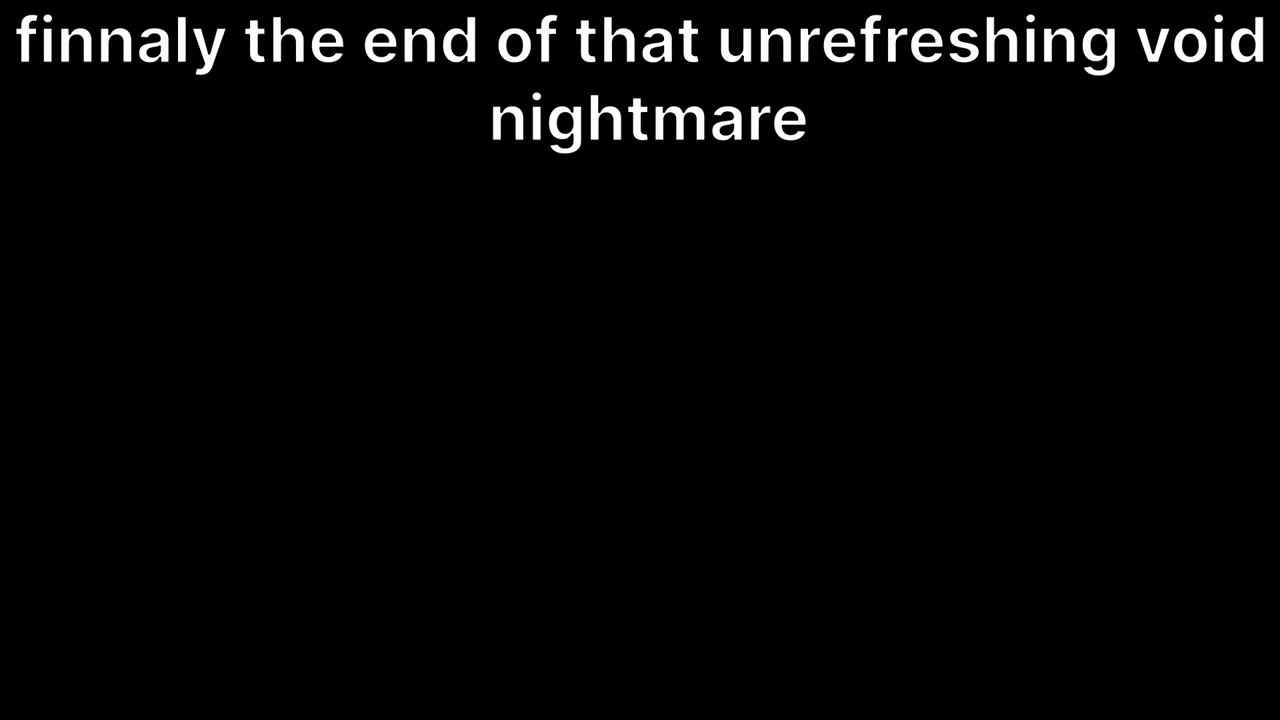 finnaly the end of that unrefreshing void
nightmare